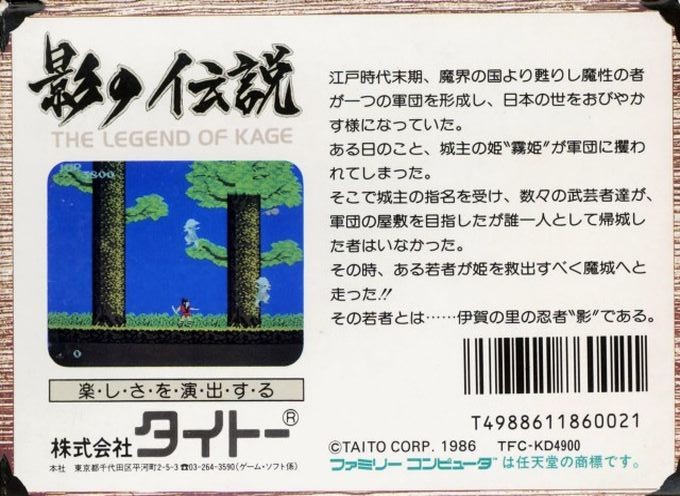 影の伝説
THE LEGEND OF KAGE
3800
楽・し・さ・を・演・出・す・る
株式会社 タイトー®
本社 東京都千代田区平河町2-5-3 ☎03-264-3590(ゲーム・ソフト係)
江戸時代末期、魔界の国より甦りし魔性の者
が一つの軍団を形成し、日本の世をおびやか
す様になっていた。
ある日のこと、城主の姫〝霧姫〟が軍団に攫わ
れてしまった。
そこで城主の指名を受け、数々の武芸者達が、
軍団の屋敷を目指したが誰一人として帰城し
た者はいなかった。
その時、ある若者が姫を救出すべく魔城へと
走った!!
その若者とは……伊賀の里の忍者〝影〟である。
T4988611860021
©TAITO CORP. 1986 TFC-KD4900
ファミリー コンピュータ™は任天堂の商標です。